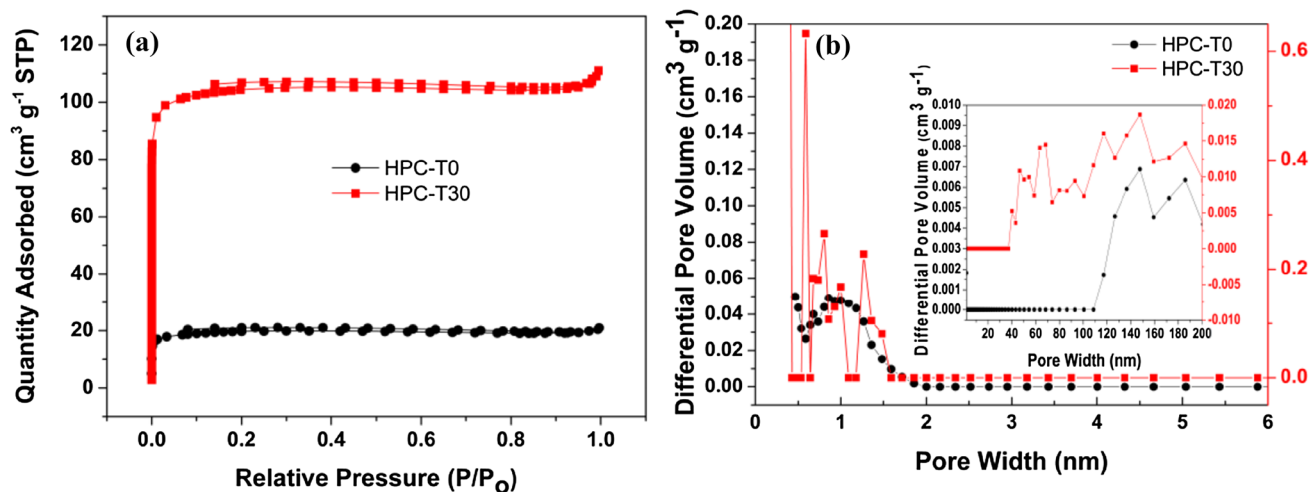 (a)
Quantity Adsorbed (cm³ g⁻¹ STP)
120
100
80
60
40
20
0
HPC-T0
HPC-T30
0.0 0.2 0.4 0.6 0.8 1.0
Relative Pressure (P/Po)
(b)
Differential Pore Volume (cm³ g⁻¹)
0.20
0.18
0.16
0.14
0.12
0.10
0.08
0.06
0.04
0.02
0.00
HPC-T0
HPC-T30
0.6
0.4
0.2
0.0
Differential Pore Volume (cm³ g⁻¹)
0.010
0.009
0.008
0.007
0.006
0.005
0.004
0.003
0.002
0.001
0.000
0.020
0.015
0.010
0.005
0.000
-0.005
-0.010
20 40 60 80 100 120 140 160 180 200
Pore Width (nm)
0 1 2 3 4 5 6
Pore Width (nm)